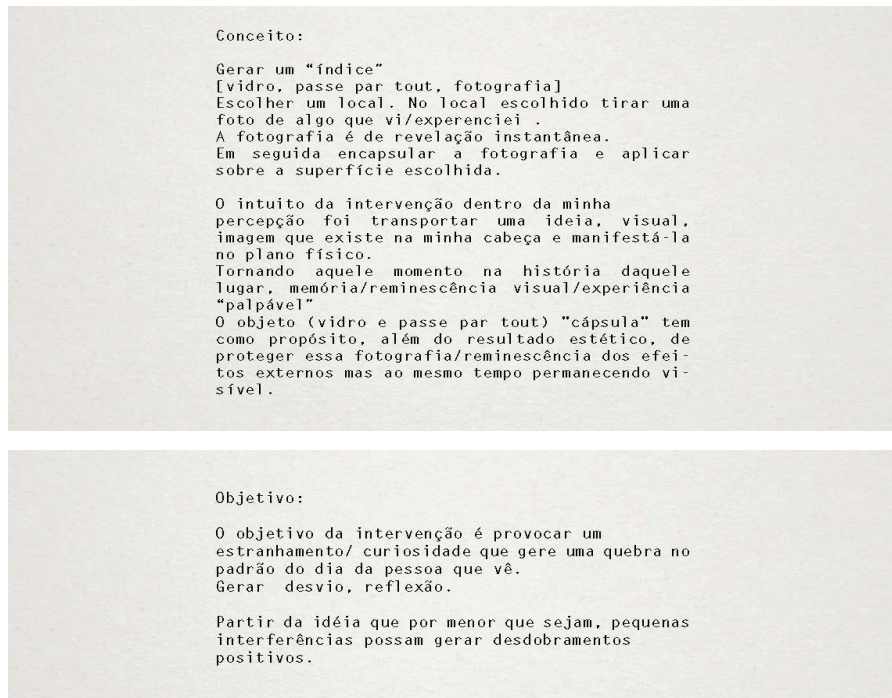 Conceito:
Gerar um “índice”
[vidro, passe par tout, fotografia]
Escolher um local. No local escolhido tirar uma
foto de algo que vi/experenciei .
A fotografia é de revelação instantânea.
Em seguida encapsular a fotografia e aplicar
sobre a superfície escolhida.
O intuito da intervenção dentro da minha
percepção foi transportar uma ideia, visual,
imagem que existe na minha cabeça e manifestá-la
no plano físico.
Tornando aquele momento na história daquele
lugar, memória/reminescência visual/experiência
“palpável”
O objeto (vidro e passe par tout) "cápsula" tem
como propósito, além do resultado estético, de
proteger essa fotografia/reminescência dos efei-
tos externos mas ao mesmo tempo permanecendo vi-
sível.
Objetivo:
O objetivo da intervenção é provocar um
estranhamento/ curiosidade que gere uma quebra no
padrão do dia da pessoa que vê.
Gerar desvio, reflexão.
Partir da idéia que por menor que sejam, pequenas
interferências possam gerar desdobramentos
positivos.